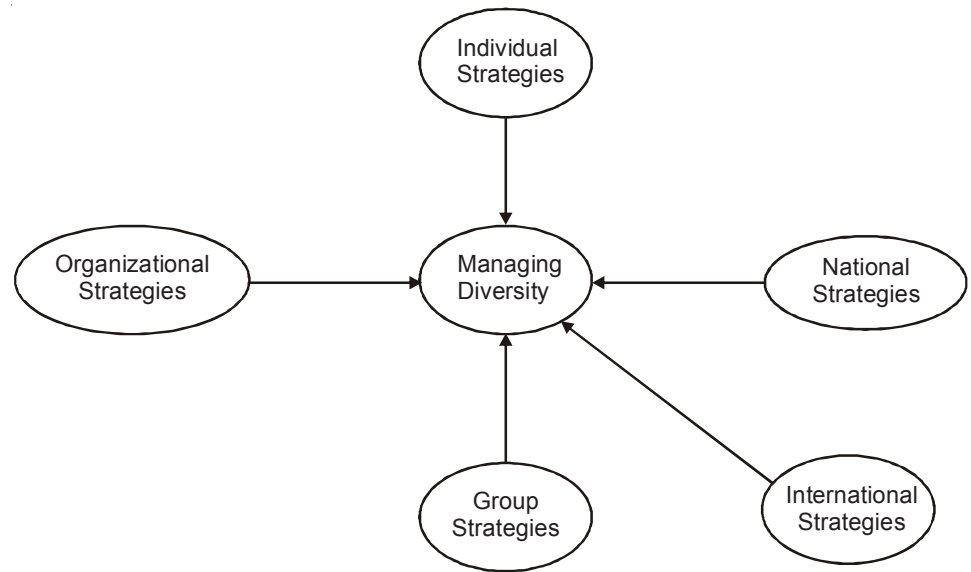 Individual
Strategies
Organizational
Strategies
Managing
Diversity
National
Strategies
Group
Strategies
International
Strategies